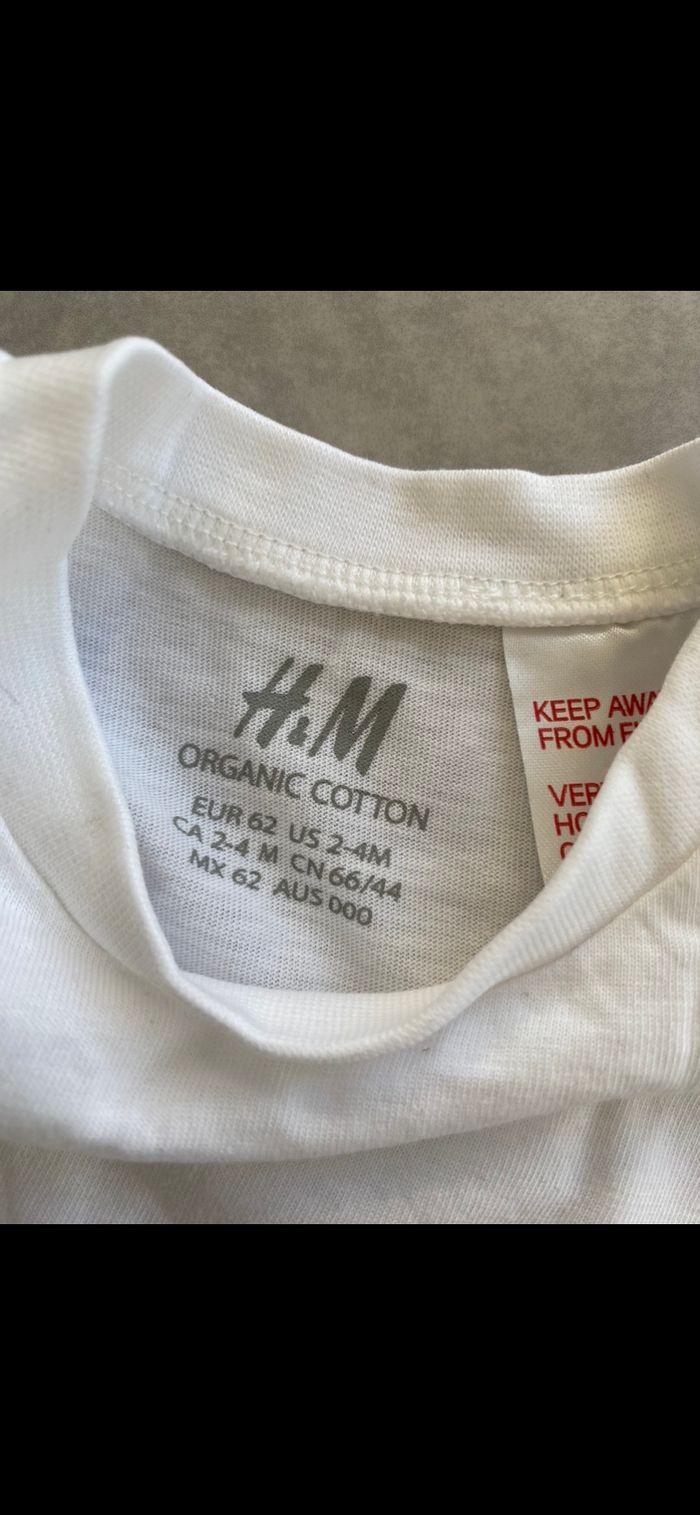 H&M
ORGANIC COTTON
EUR 62 US 2-4M
CA 2-4 M CN 66/44
MX 62 AUS 000
KEEP
FROM